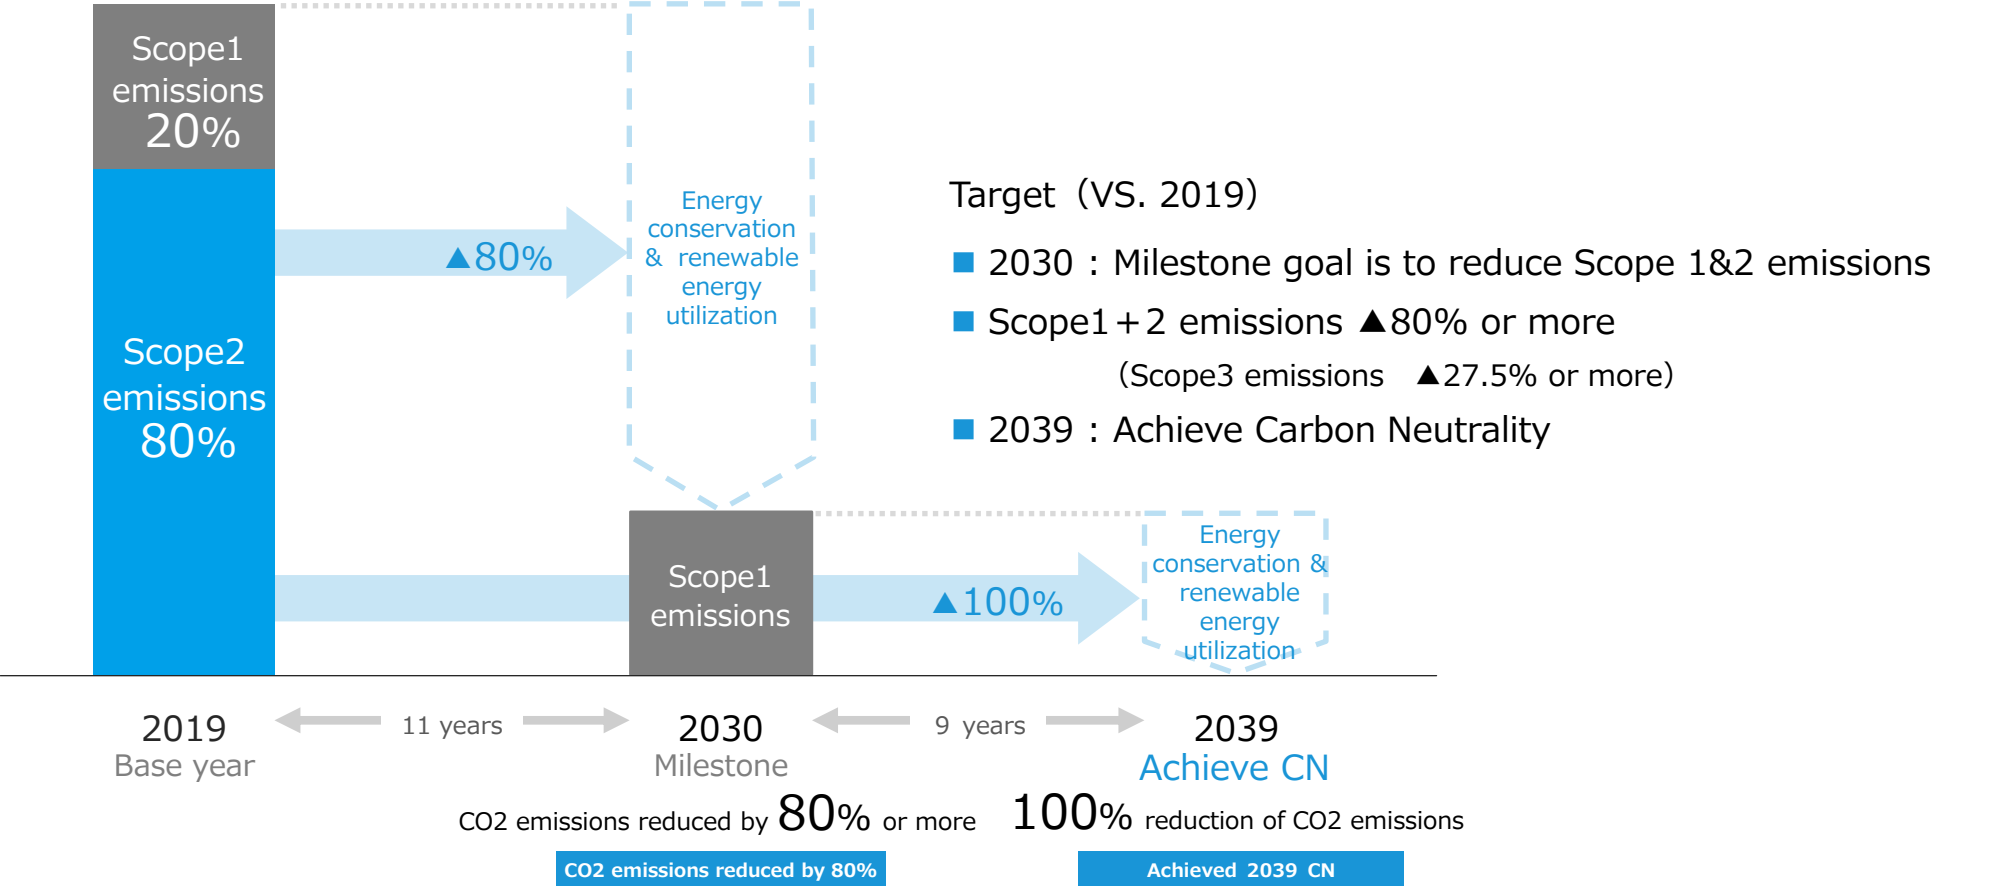 Scope1
emissions
20%
Scope2
emissions
80%
▲80%
Energy
conservation
& renewable
energy
utilization
Target（VS. 2019）
■ 2030：Milestone goal is to reduce Scope 1&2 emissions
■ Scope1＋2 emissions ▲80% or more
（Scope3 emissions ▲27.5% or more）
■ 2039：Achieve Carbon Neutrality
Scope1
emissions
▲100%
Energy
conservation &
renewable
energy
utilization
2019
Base year
11 years
2030
Milestone
9 years
2039
Achieve CN
CO2 emissions reduced by 80% or more
100% reduction of CO2 emissions
CO2 emissions reduced by 80%
Achieved 2039 CN